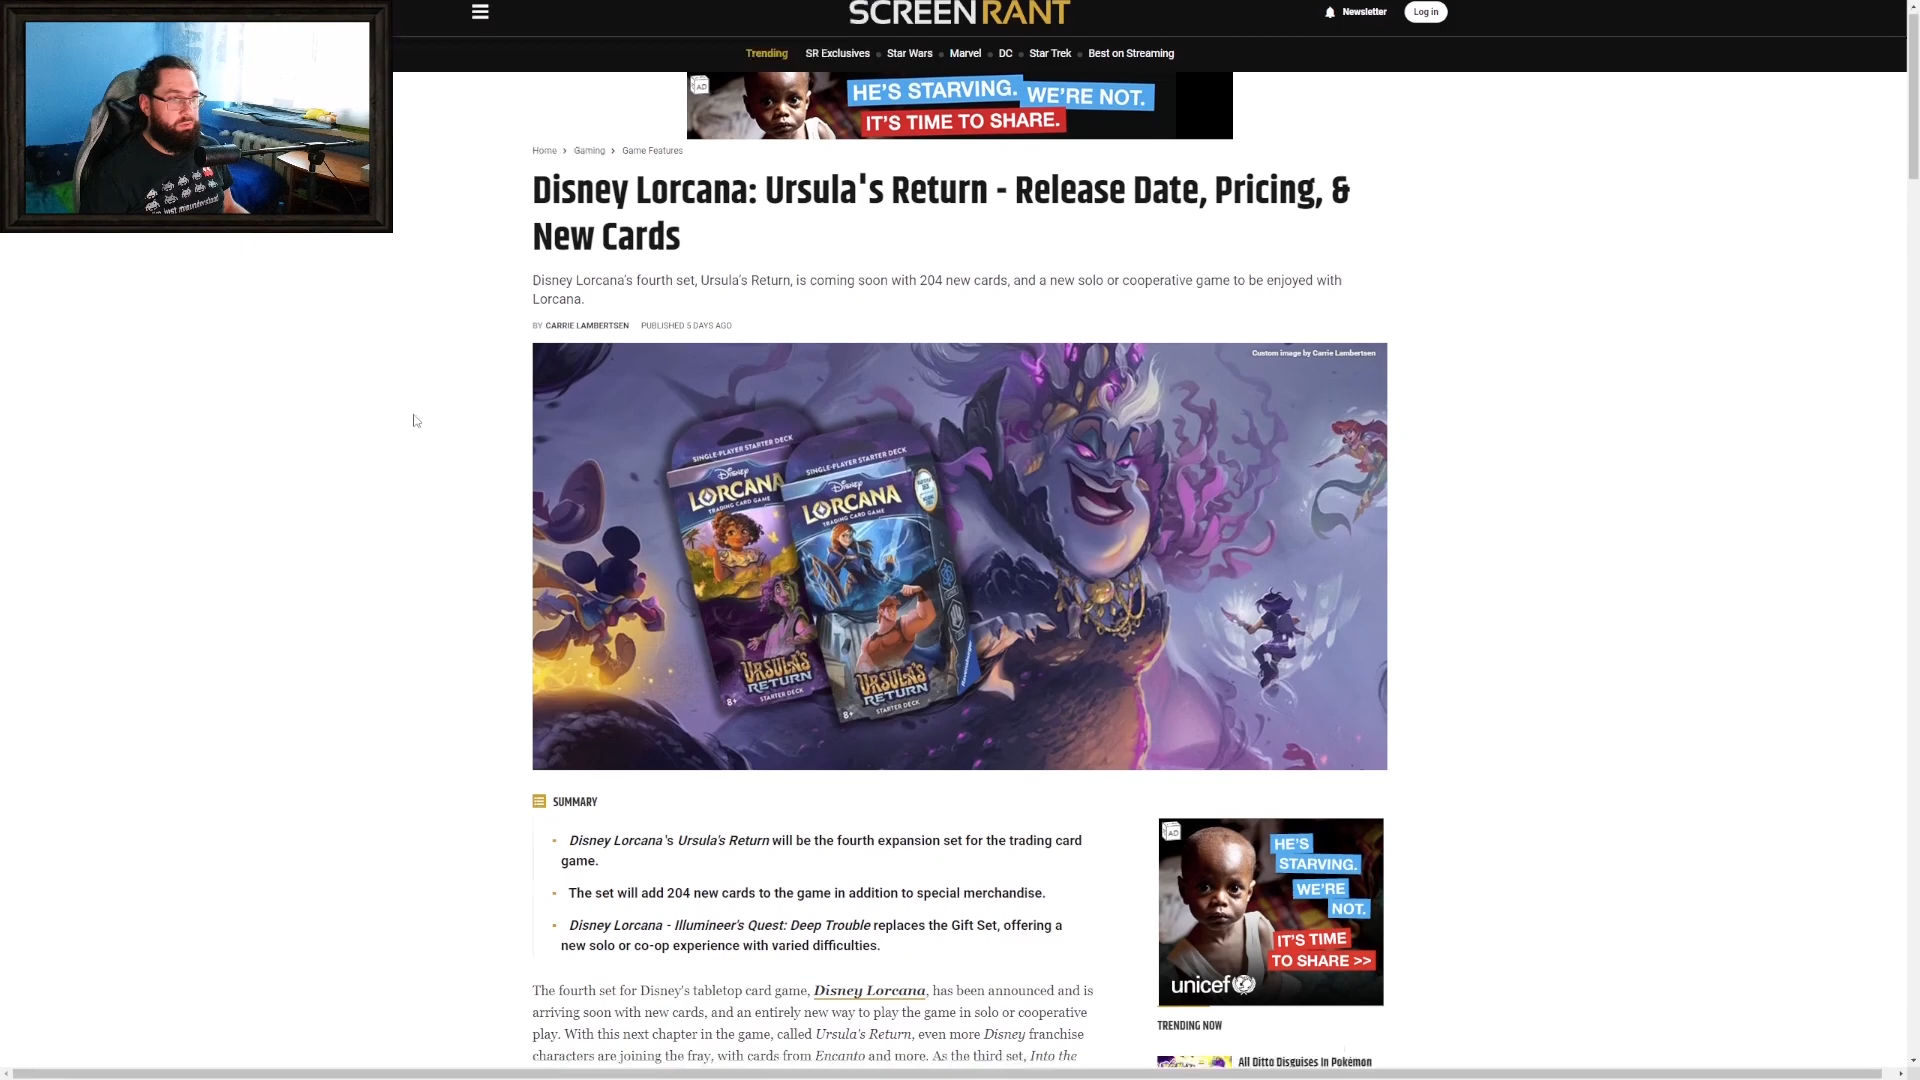 SCREENRANT
Newsletter
Log in
Trending SR Exclusives Star Wars Marvel DC Star Trek Best on Streaming
AD
HE'S STARVING. WE'RE NOT.
IT'S TIME TO SHARE.
Home > Gaming > Game Features
Disney Lorcana: Ursula's Return - Release Date, Pricing, &
New Cards
Disney Lorcana's fourth set, Ursula's Return, is coming soon with 204 new cards, and a new solo or cooperative game to be enjoyed with
Lorcana.
BY CARRIE LAMBERTSEN PUBLISHED 5 DAYS AGO
Custom image by Carrie Lambertsen
SINGLE-PLAYER STARTER DECK
Disney
LORCANA
TRADING CARD GAME
URSULA'S
RETURN
8+ STARTER DECK
SINGLE-PLAYER STARTER DECK
Disney
LORCANA
TRADING CARD GAME
URSULA'S
RETURN
8+ STARTER DECK
Ravensburger
SUMMARY
Disney Lorcana's Ursula's Return will be the fourth expansion set for the trading card
game.
The set will add 204 new cards to the game in addition to special merchandise.
Disney Lorcana - Illumineer's Quest: Deep Trouble replaces the Gift Set, offering a
new solo or co-op experience with varied difficulties.
The fourth set for Disney's tabletop card game, Disney Lorcana, has been announced and is
arriving soon with new cards, and an entirely new way to play the game in solo or cooperative
play. With this next chapter in the game, called Ursula's Return, even more Disney franchise
characters are joining the fray, with cards from Encanto and more. As the third set, Into the
AD
HE'S
STARVING.
WE'RE
NOT.
IT'S TIME
TO SHARE >>
unicef
TRENDING NOW
All Ditto Disguises In Pokémon